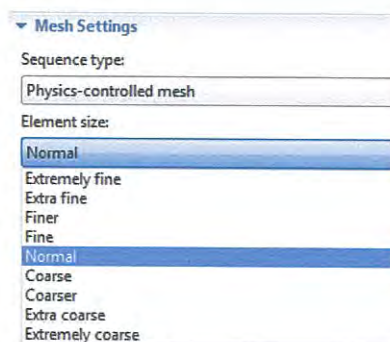 Mesh Settings
Sequence type:
Physics-controlled mesh
Element size:
Normal
Extremely fine
Extra fine
Finer
Fine
Normal
Coarse
Coarser
Extra coarse
Extremely coarse